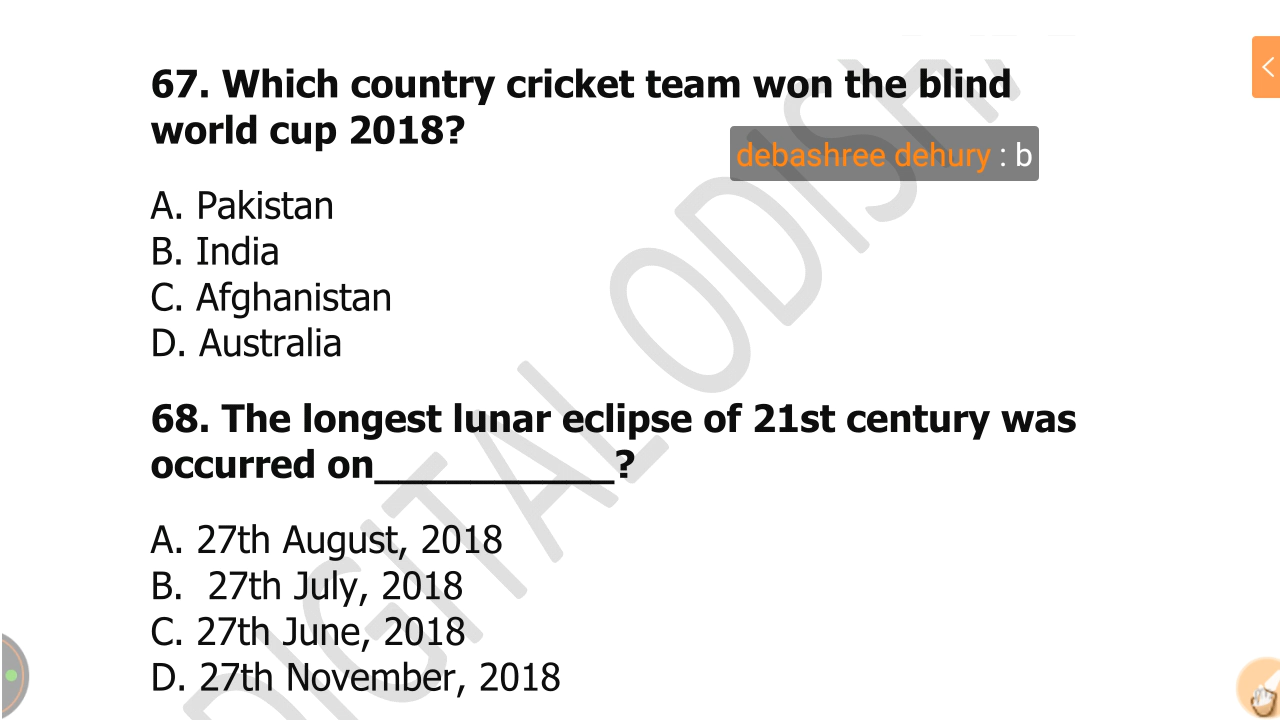 67. Which country cricket team won the blind
world cup 2018?
debashree dehury : b
A. Pakistan
B. India
C. Afghanistan
D. Australia
68. The longest lunar eclipse of 21st century was
occurred on____________?
A. 27th August, 2018
B. 27th July, 2018
C. 27th June, 2018
D. 27th November, 2018
DIGITAL ODISHA